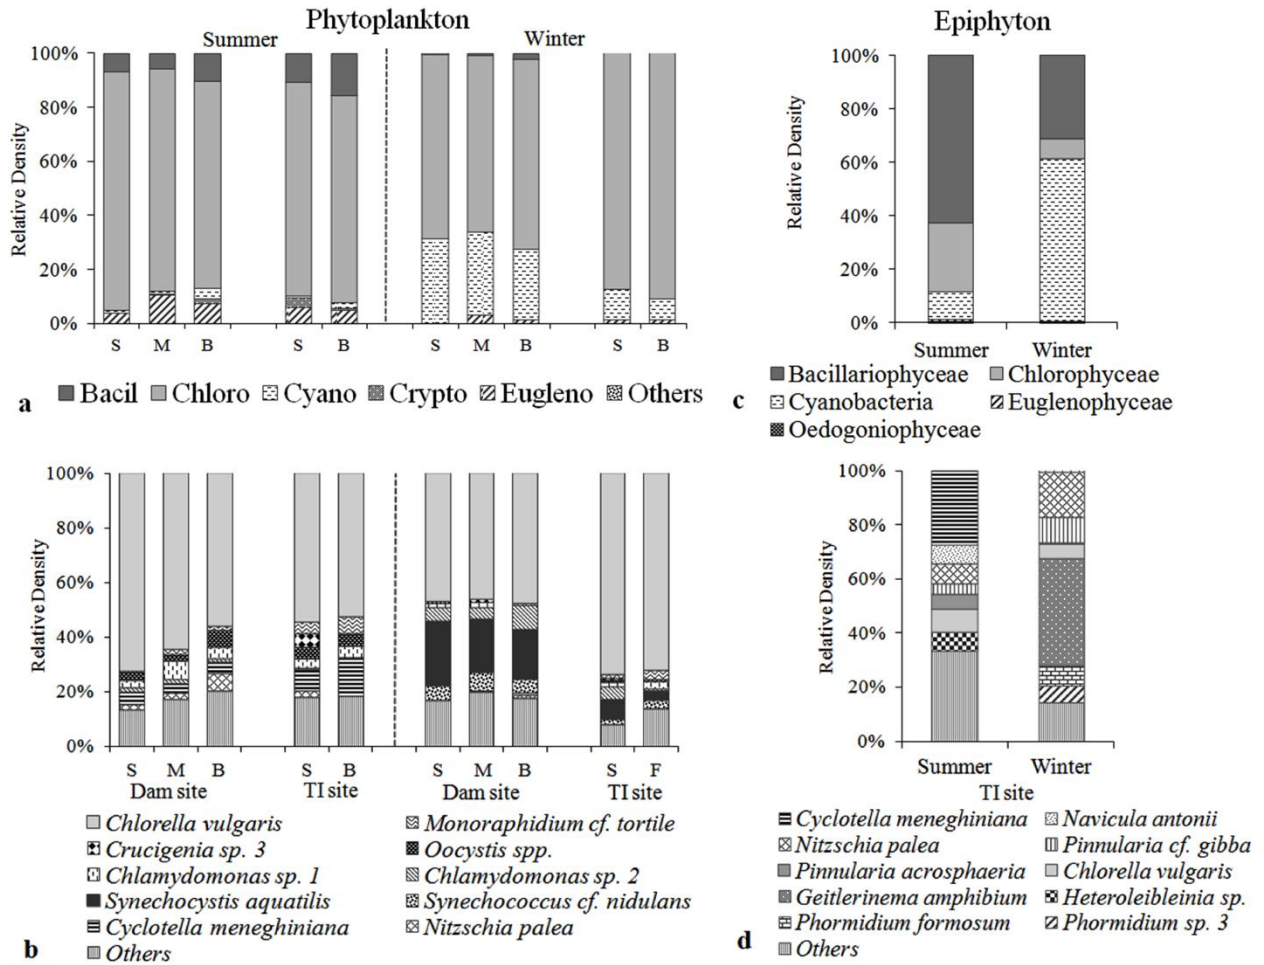 Phytoplankton
Summer
Winter
100%
80%
60%
40%
20%
0%
Relative Density
S M B S B S M B S B
Bacil Chloro Cyano Crypto Eugleno Others
a
Epiphyton
100%
80%
60%
40%
20%
0%
Relative Density
Summer Winter
Bacillariophyceae Chlorophyceae
Cyanobacteria Euglenophyceae
Oedogoniophyceae
c
100%
80%
60%
40%
20%
0%
Relative Density
S M B S B S M B S F
Dam site TI site Dam site TI site
Chlorella vulgaris Monoraphidium cf. tortile
Crucigenia sp. 3 Oocystis spp.
Chlamydomonas sp. 1 Chlamydomonas sp. 2
Synechocystis aquatilis Synechococcus cf. nidulans
Cyclotella meneghiniana Nitzschia palea
Others
b
100%
80%
60%
40%
20%
0%
Relative Density
Summer Winter
TI site
Cyclotella meneghiniana Navicula antonii
Nitzschia palea Pinnularia cf. gibba
Pinnularia acrosphaeria Chlorella vulgaris
Geitlerinema amphibium Heteroleibleinia sp.
Phormidium formosum Phormidium sp. 3
Others
d